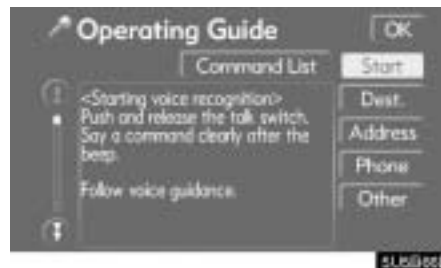 Operating Guide
OK
Command List
Start
<Starting voice recognition>
Push and release the talk switch.
Say a command clearly after the
beep.
Follow voice guidance.
Dest.
Address
Phone
Other